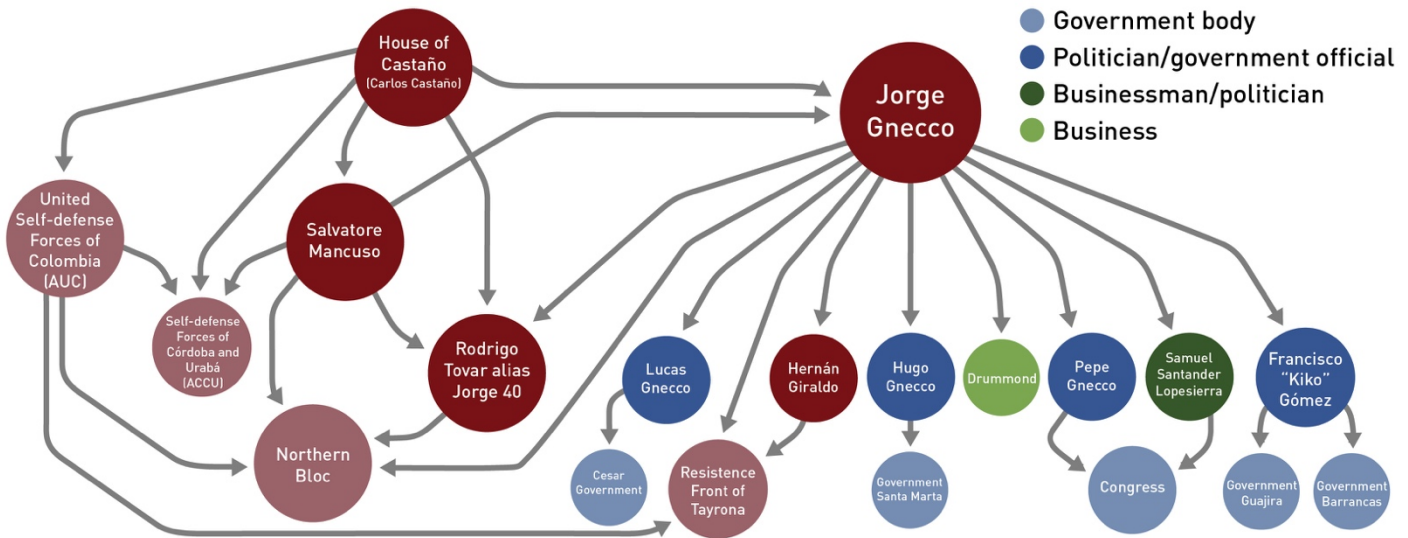 House of
Castaño
(Carlos Castaño)
Jorge
Gnecco
Government body
Politician/government official
Businessman/politician
Business
United
Self-defense
Forces of
Colombia
(AUC)
Salvatore
Mancuso
Self-defense
Forces of
Córdoba and
Urabá
(ACCU)
Rodrigo
Tovar alias
Jorge 40
Lucas
Gnecco
Hernán
Giraldo
Hugo
Gnecco
Drummond
Pepe
Gnecco
Samuel
Santander
Lopesierra
Francisco
"Kiko"
Gómez
Northern
Bloc
Cesar
Government
Resistence
Front of
Tayrona
Government
Santa Marta
Congress
Government
Guajira
Government
Barrancas